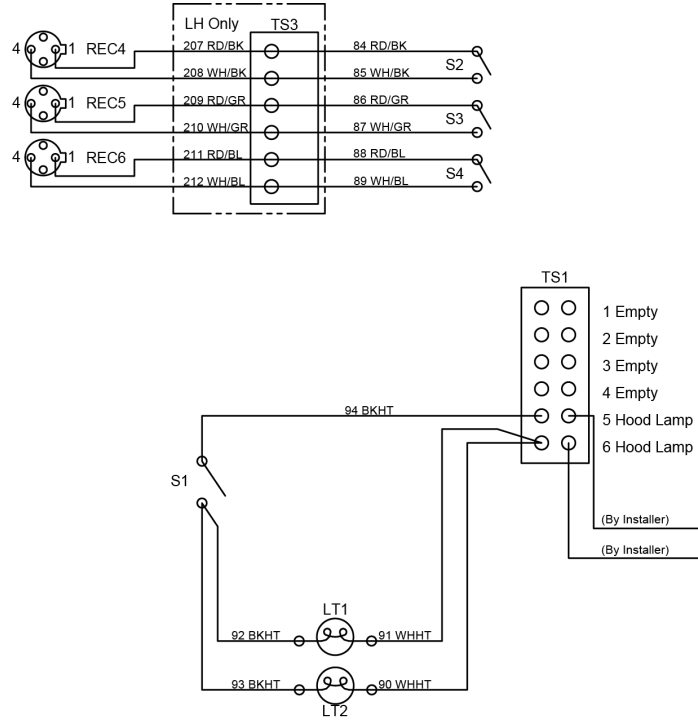 LH Only TS3
4 1 REC4 207 RD/BK 84 RD/BK
S2
208 WH/BK 85 WH/BK
4 1 REC5 209 RD/GR 86 RD/GR
S3
210 WH/GR 87 WH/GR
4 1 REC6 211 RD/BL 88 RD/BL
S4
212 WH/BL 89 WH/BL
TS1
1 Empty
2 Empty
3 Empty
4 Empty
94 BKHT
5 Hood Lamp
6 Hood Lamp
S1
(By Installer)
(By Installer)
LT1
92 BKHT 91 WHHT
93 BKHT 90 WHHT
LT2